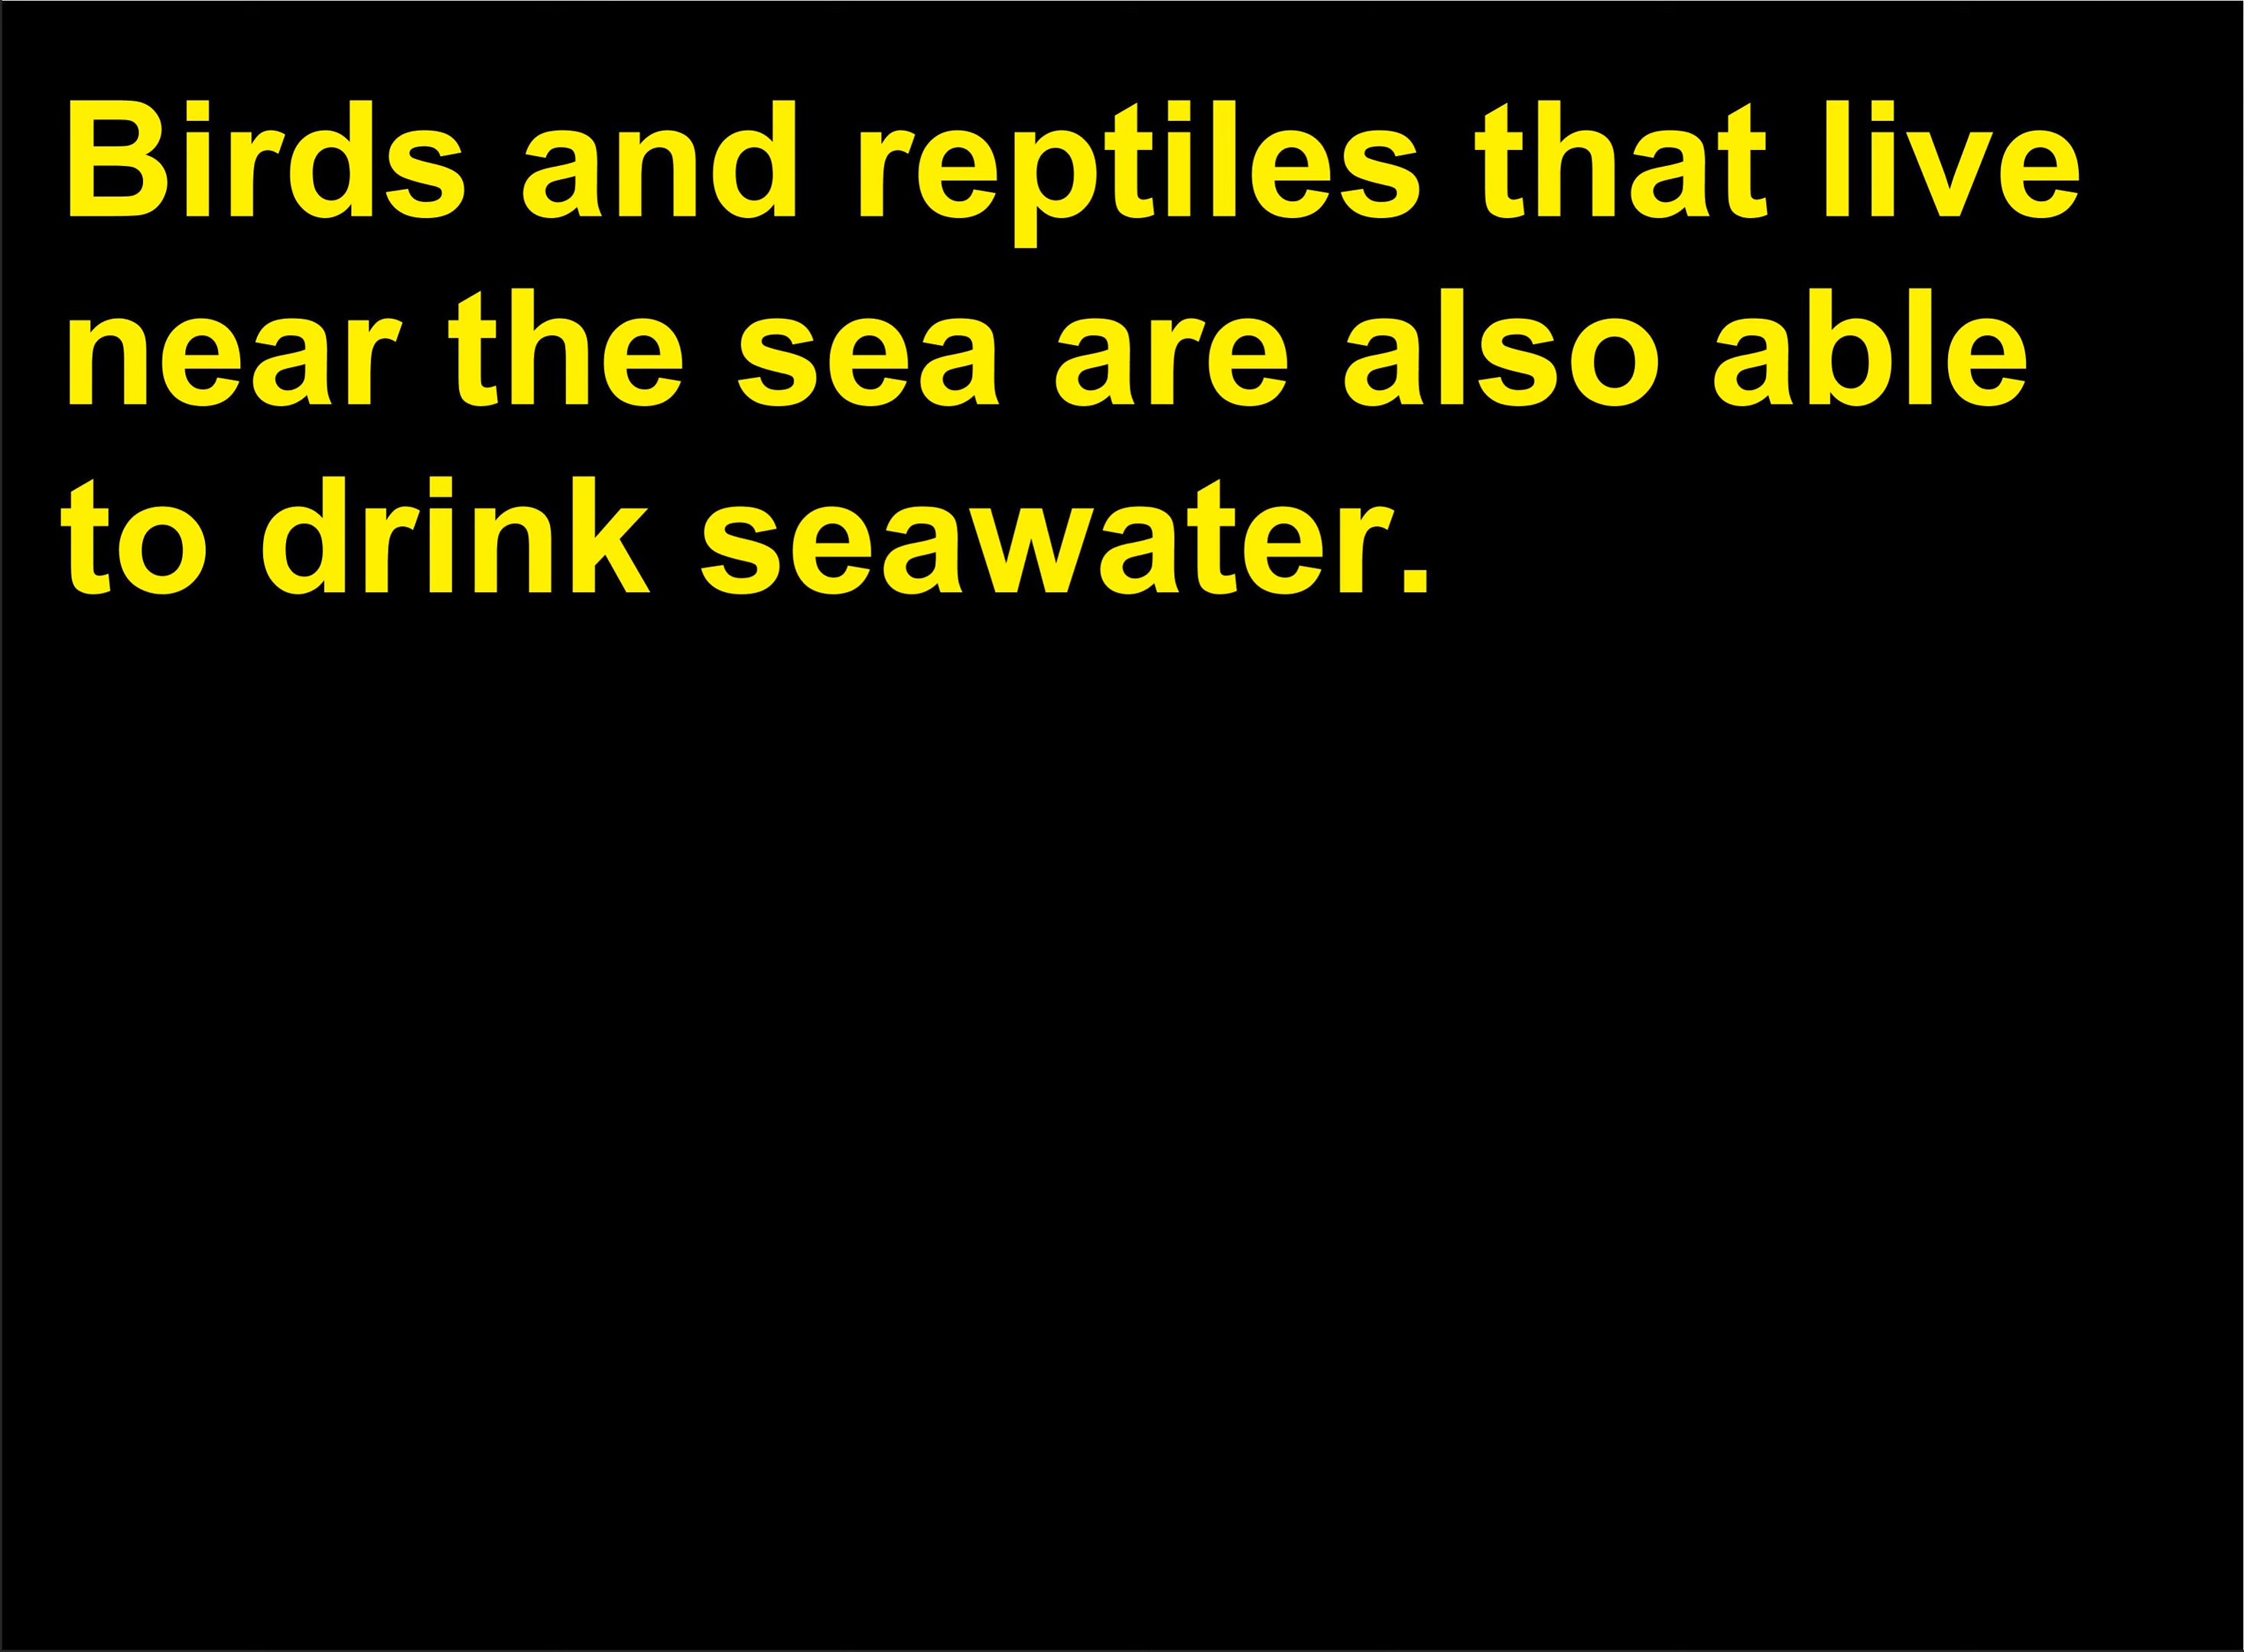 Birds and reptiles that live
near the sea are also able
to drink seawater.